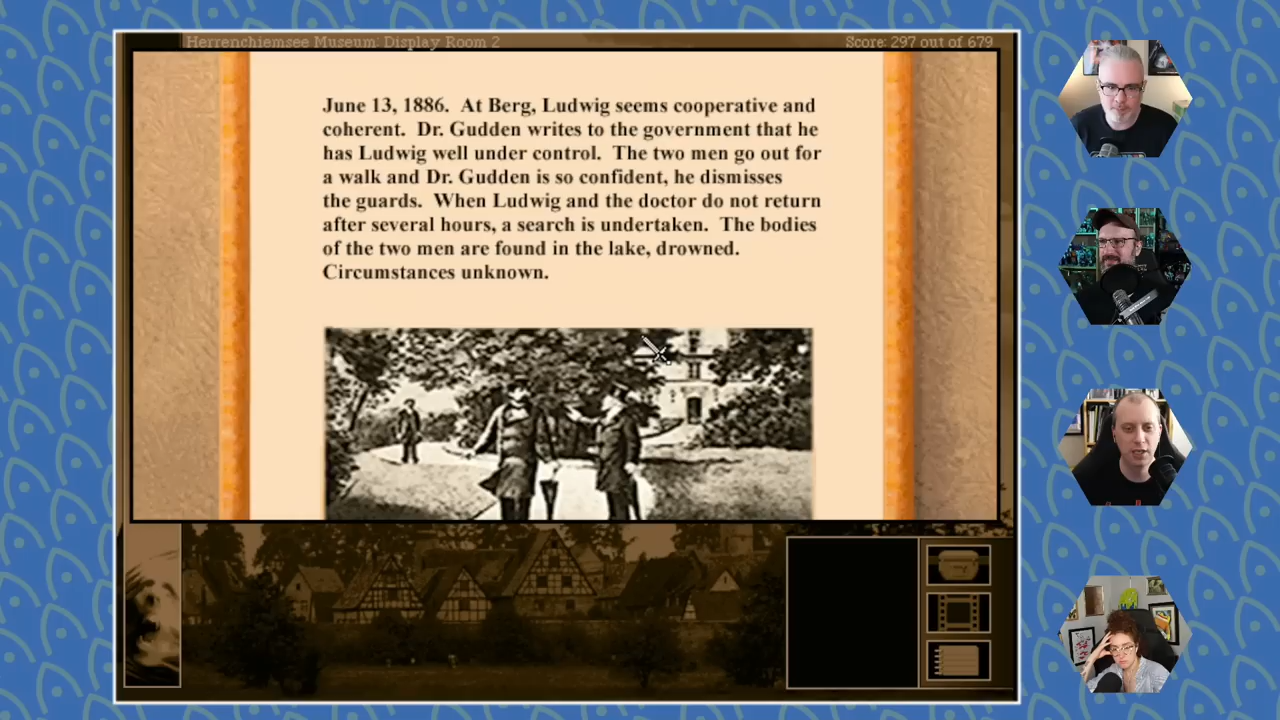 Herrenchiemsee Museum: Display Room 2
Score: 297 out of 679
June 13, 1886. At Berg, Ludwig seems cooperative and
coherent. Dr. Gudden writes to the government that he
has Ludwig well under control. The two men go out for
a walk and Dr. Gudden is so confident, he dismisses
the guards. When Ludwig and the doctor do not return
after several hours, a search is undertaken. The bodies
of the two men are found in the lake, drowned.
Circumstances unknown.